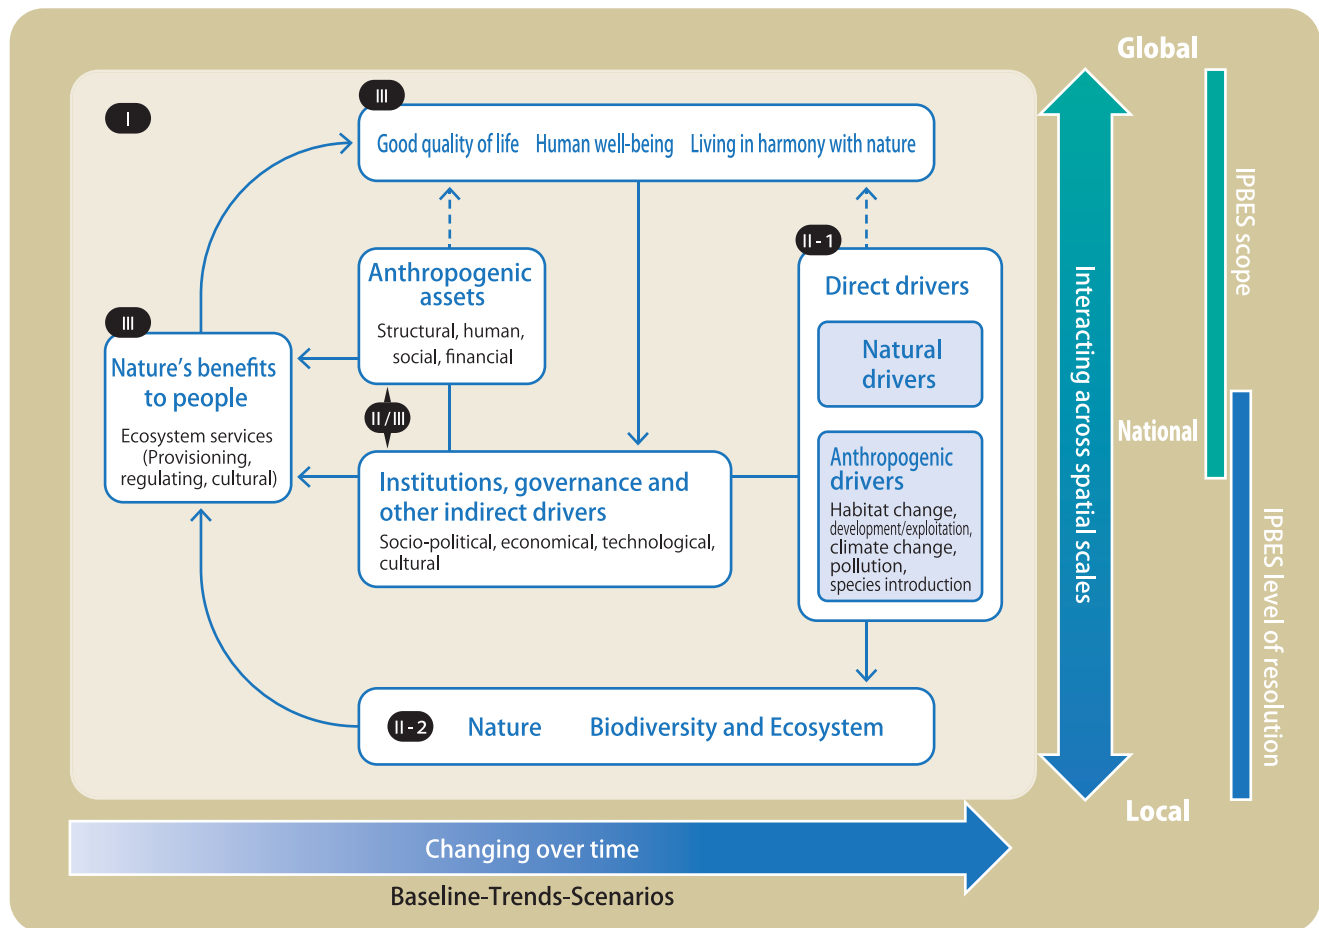 Global
I
III
Good quality of life Human well-being Living in harmony with nature
IPBES scope
II - 1
Anthropogenic
assets
Structural, human,
social, financial
Direct drivers
Natural
drivers
Interacting across spatial scales
III
Nature's benefits
to people
Ecosystem services
(Provisioning,
regulating, cultural)
II / III
National
Institutions, governance and
other indirect drivers
Socio-political, economical, technological,
cultural
Anthropogenic
drivers
Habitat change,
development/exploitation,
climate change,
pollution,
species introduction
IPBES level of resolution
II - 2
Nature Biodiversity and Ecosystem
Local
Changing over time
Baseline-Trends-Scenarios